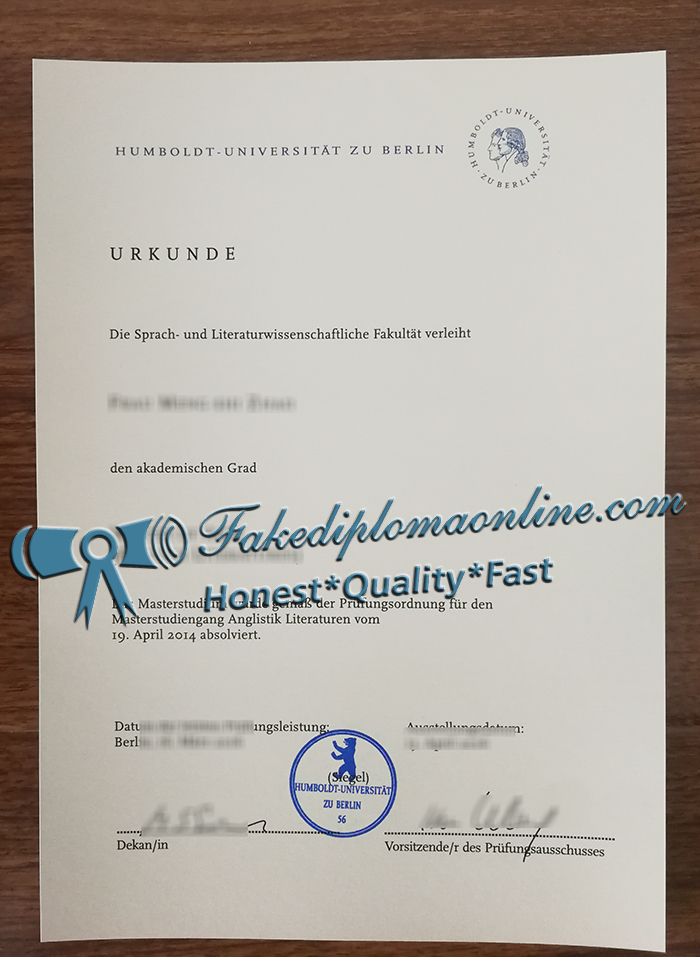 HUMBOLDT-UNIVERSITÄT ZU BERLIN
· HUMBOLDT-UNIVERSITÄT · ZU BERLIN
URKUNDE
Die Sprach- und Literaturwissenschaftliche Fakultät verleiht
den akademischen Grad
Fakediplomaonline.com
Honest*Quality*Fast
Masterstudi gemäß der Prüfungsordnung für den
Masterstudiengang Anglistik Literaturen vom
19. April 2014 absolviert.
(Siegel)
HUMBOLDT-UNIVERSITÄT
ZU BERLIN
56
Dekan/in
Vorsitzende/r des Prüfungsausschusses